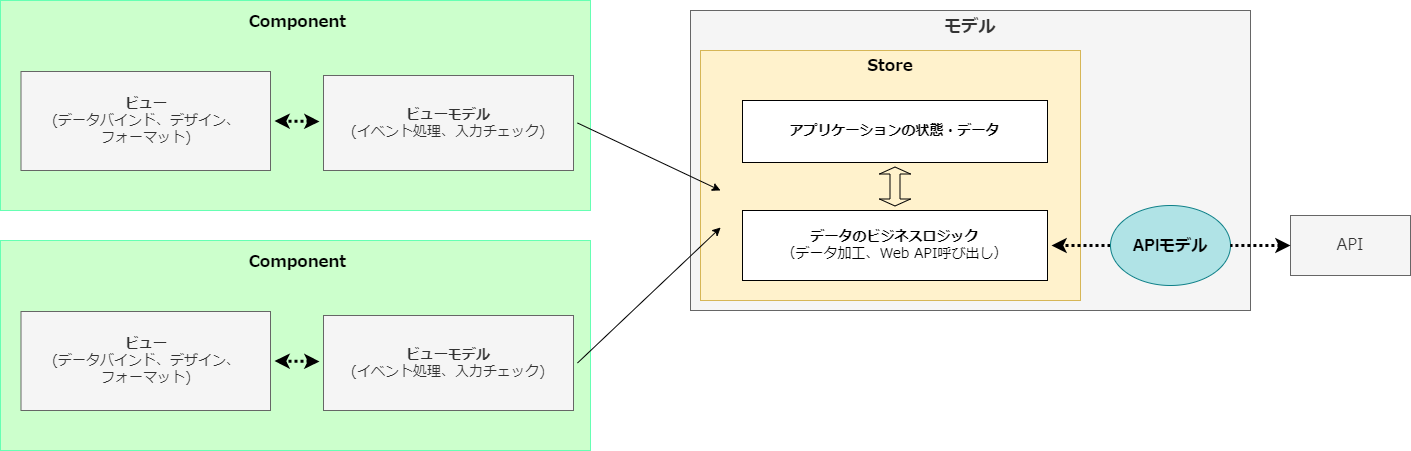 Component
ビュー
(データバインド、デザイン、
フォーマット)
ビューモデル
(イベント処理、入力チェック)
Component
ビュー
(データバインド、デザイン、
フォーマット)
ビューモデル
(イベント処理、入力チェック)
モデル
Store
アプリケーションの状態・データ
データのビジネスロジック
（データ加工、Web API呼び出し）
APIモデル
API